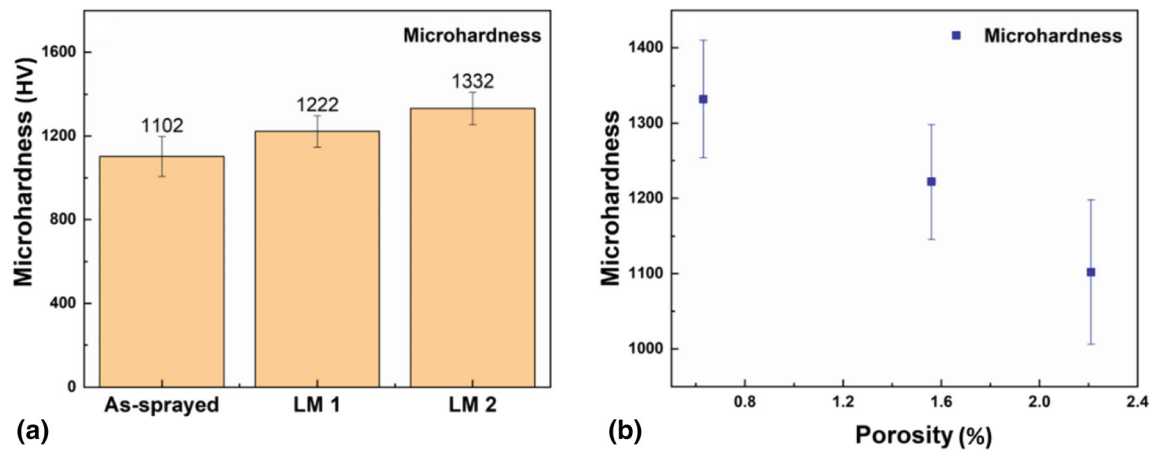 Microhardness
Microhardness (HV)
1600
1200
800
400
0
1102
1222
1332
As-sprayed LM 1 LM 2
(a)
Microhardness
Microhardness
1400
1300
1200
1100
1000
0.8 1.2 1.6 2.0 2.4
Porosity (%)
(b)